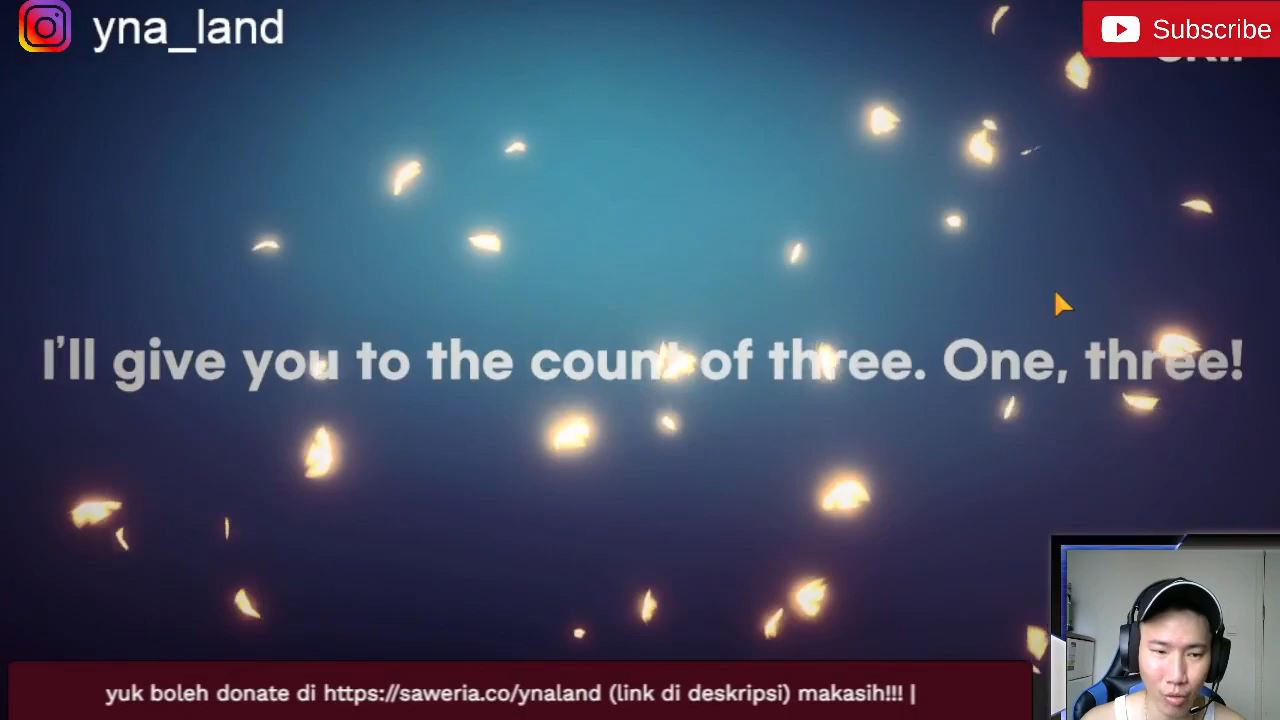 yna_land
Subscribe
I'll give you to the count of three. One, three!
yuk boleh donate di https://saweria.co/ynaland (link di deskripsi) makasih!!! |